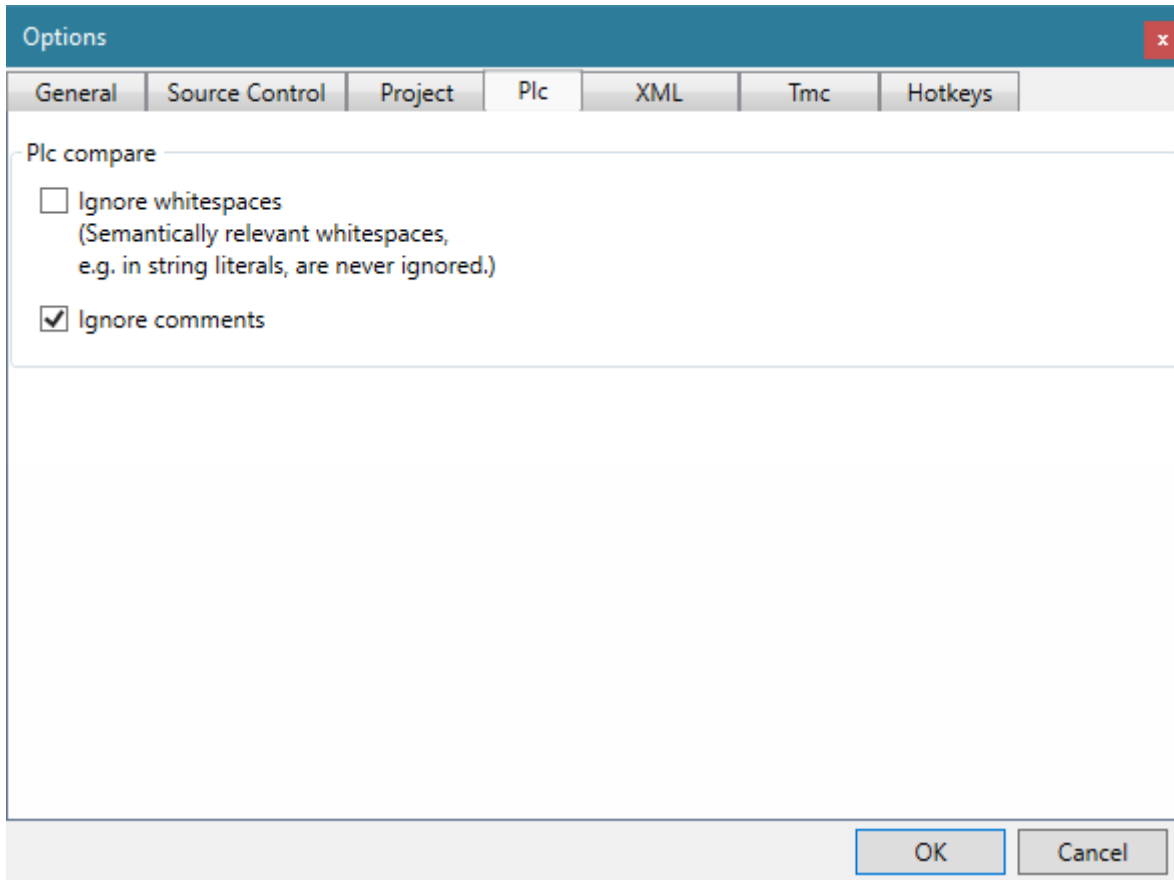 Options
x
General Source Control Project Plc XML Tmc Hotkeys
Plc compare
Ignore whitespaces
(Semantically relevant whitespaces,
e.g. in string literals, are never ignored.)
Ignore comments
OK Cancel